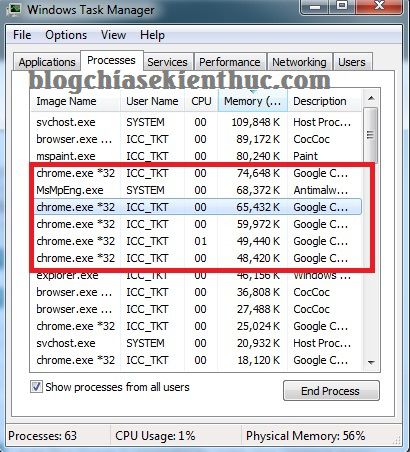 Windows Task Manager
File Options View Help
Applications Processes Services Performance Networking Users
blogchiasekienthuc.com
Image Name User Name CPU Memory (... Description
svchost.exe SYSTEM 00 109,848 K Host Proc...
browser.exe ... ICC_TKT 00 89,172 K CocCoc
mspaint.exe ICC_TKT 00 80,240 K Paint
chrome.exe *32 ICC_TKT 00 74,648 K Google C...
MsMpEng.exe SYSTEM 00 68,372 K Antimalw...
chrome.exe *32 ICC_TKT 00 65,432 K Google C...
chrome.exe *32 ICC_TKT 00 59,972 K Google C...
chrome.exe *32 ICC_TKT 01 49,440 K Google C...
chrome.exe *32 ICC_TKT 00 48,420 K Google C...
explorer.exe ICC_TKT 00 46,156 K Windows ...
browser.exe ... ICC_TKT 00 36,808 K CocCoc
browser.exe ... ICC_TKT 00 27,488 K CocCoc
chrome.exe *32 ICC_TKT 00 25,024 K Google C...
svchost.exe SYSTEM 00 20,932 K Host Proc...
chrome.exe *32 ICC_TKT 00 18,120 K Google C...
Show processes from all users End Process
Processes: 63 CPU Usage: 1% Physical Memory: 56%